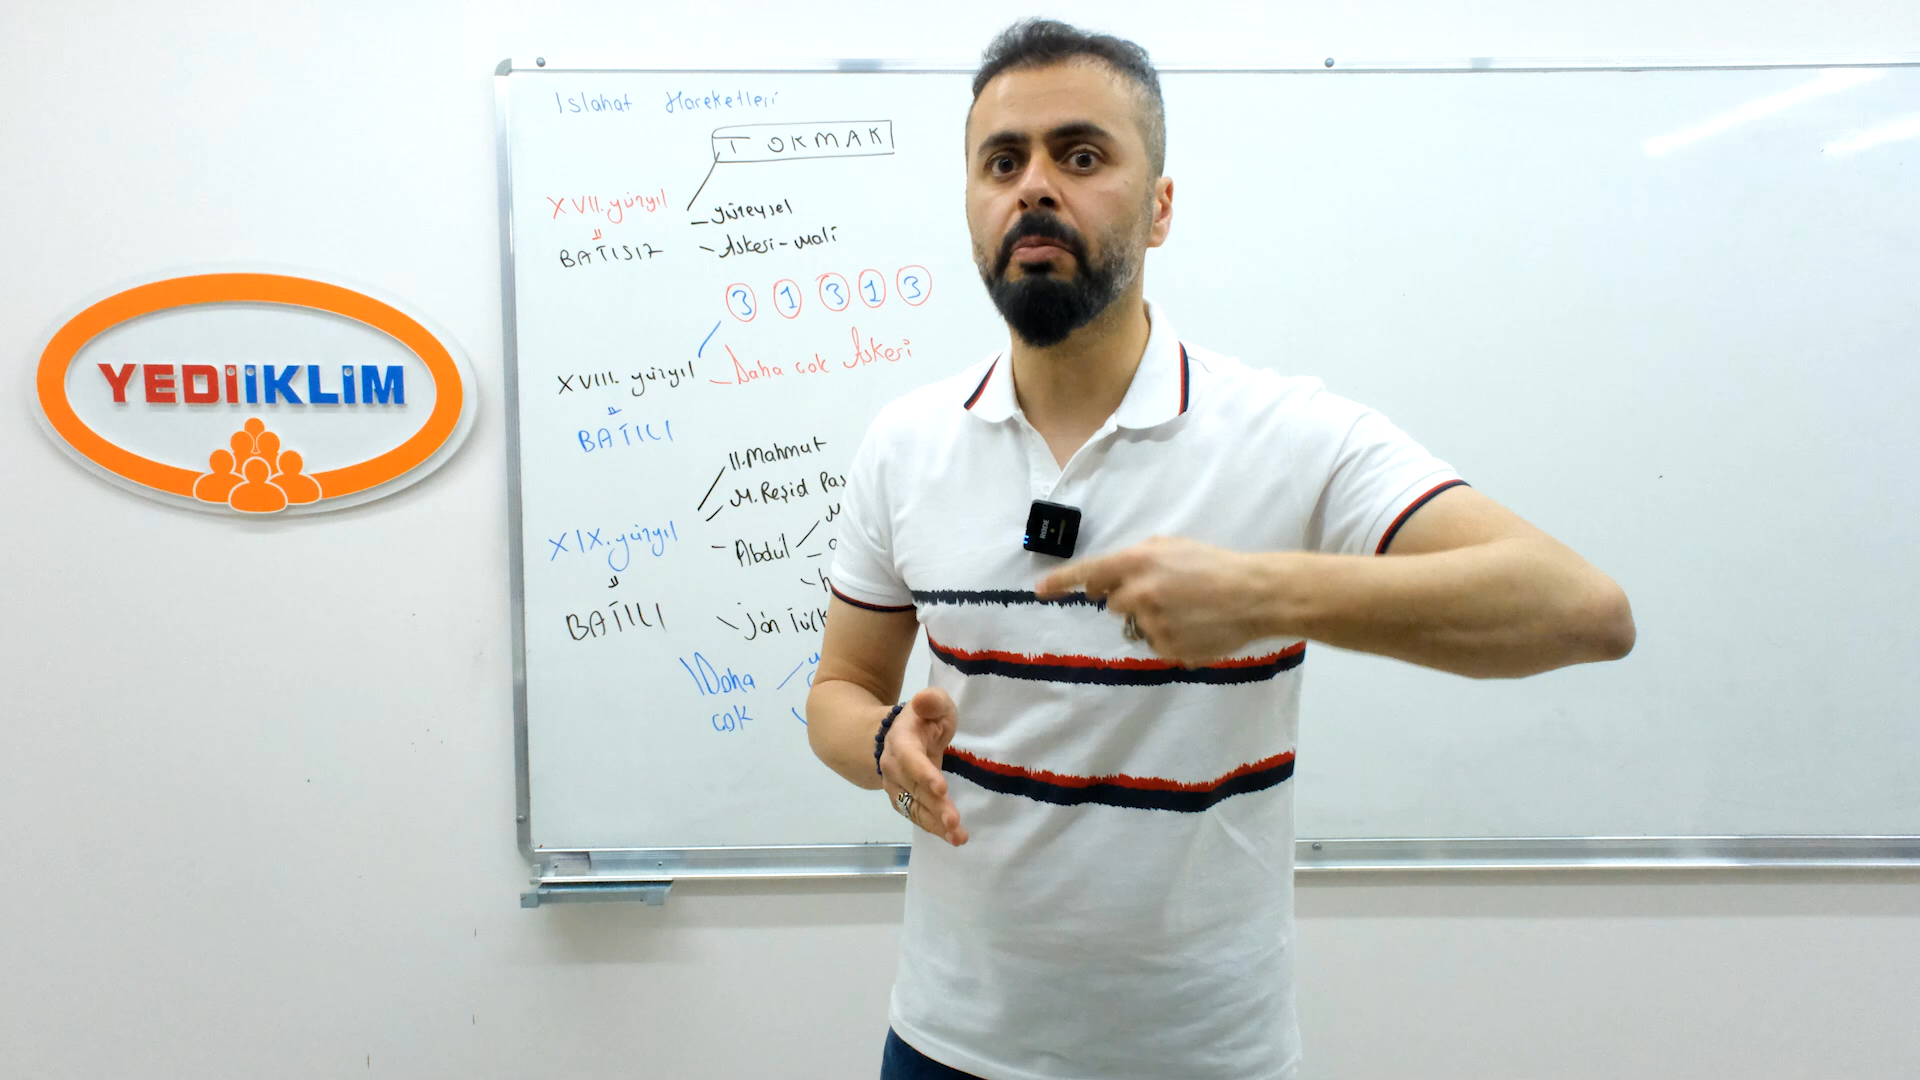 YEDİİKLİM
Islahat Hareketleri
TOKMAK
XVII. yüzyıl
BATISIZ
- yüzeysel
- Askeri-mali
3 1 3 1 3
XVIII. yüzyıl
- Daha çok Askeri
BATILI
II. Mahmut
M. Reşid Paş
XIX. yüzyıl
- Abdül
BATILI
Jön Türk
Daha
çok
RØDE